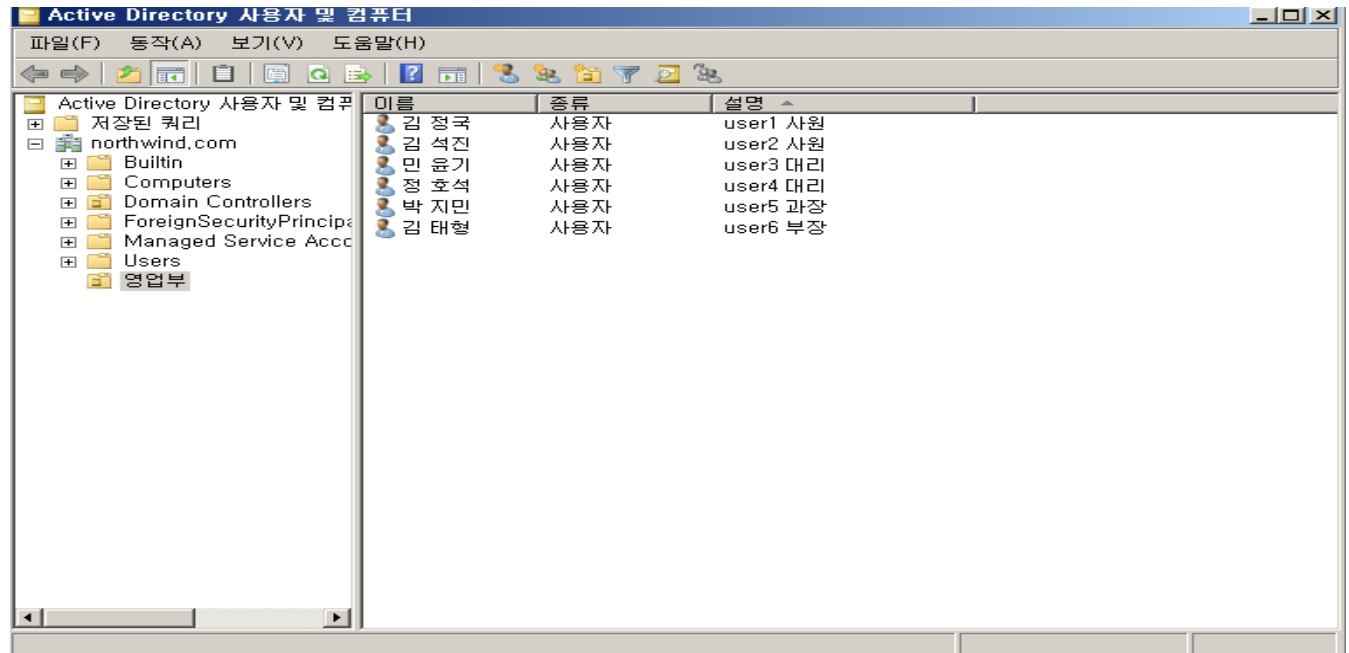 Active Directory 사용자 및 컴퓨터
파일(F) 동작(A) 보기(V) 도움말(H)
Active Directory 사용자 및 컴퓨
저장된 쿼리
northwind.com
Builtin
Computers
Domain Controllers
ForeignSecurityPrincipa
Managed Service Acco
Users
영업부
이름 종류 설명
김 정국 사용자 user1 사원
김 석진 사용자 user2 사원
민 윤기 사용자 user3 대리
정 호석 사용자 user4 대리
박 지민 사용자 user5 과장
김 태형 사용자 user6 부장